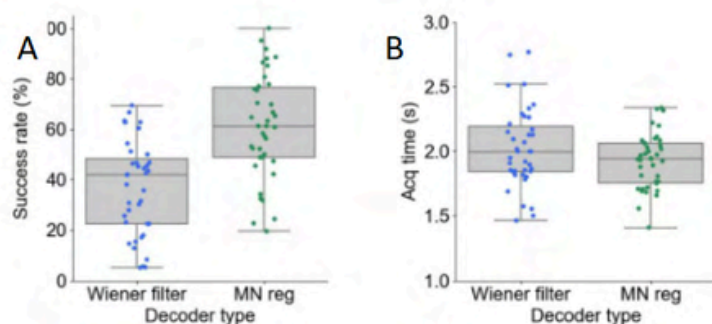 A
B
Success rate (%)
00
80
60
40
20
0
Wiener filter
MN reg
Decoder type
Acq time (s)
3.0
2.5
2.0
1.5
1.0
Wiener filter
MN reg
Decoder type